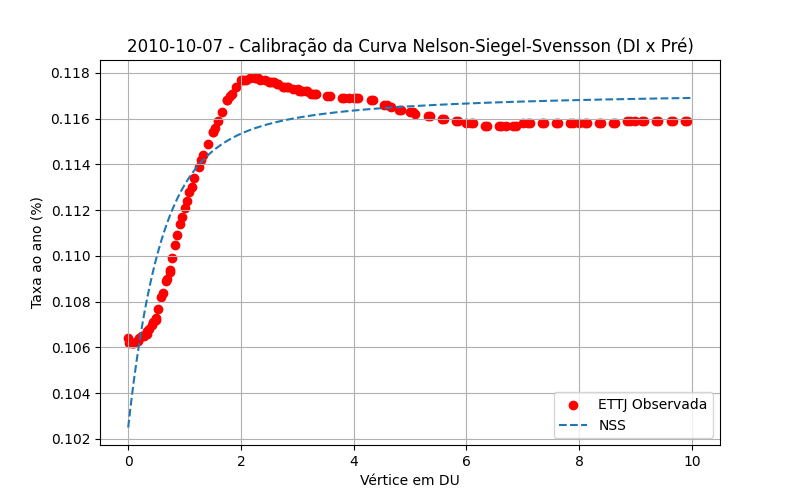 2010-10-07 - Calibração da Curva Nelson-Siegel-Svensson (DI x Pré)
0.118
0.116
0.114
0.112
0.110
0.108
0.106
0.104
0.102
Taxa ao ano (%)
0 2 4 6 8 10
Vértice em DU
ETTJ Observada
NSS